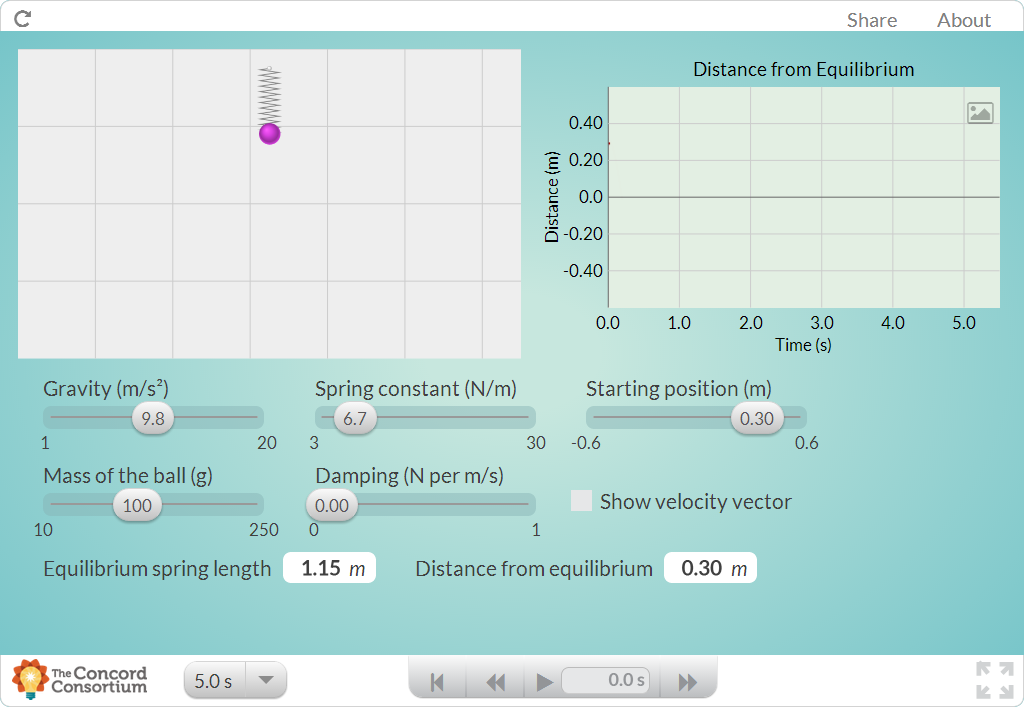 Share About
Distance from Equilibrium
0.40
0.20
0.0
-0.20
-0.40
Distance (m)
0.0 1.0 2.0 3.0 4.0 5.0
Time (s)
Gravity (m/s²) Spring constant (N/m) Starting position (m)
9.8 6.7 0.30
1 20 3 30 -0.6 0.6
Mass of the ball (g) Damping (N per m/s)
100 0.00 Show velocity vector
10 250 0 1
Equilibrium spring length 1.15 m Distance from equilibrium 0.30 m
The Concord
Consortium
5.0 s 0.0 s